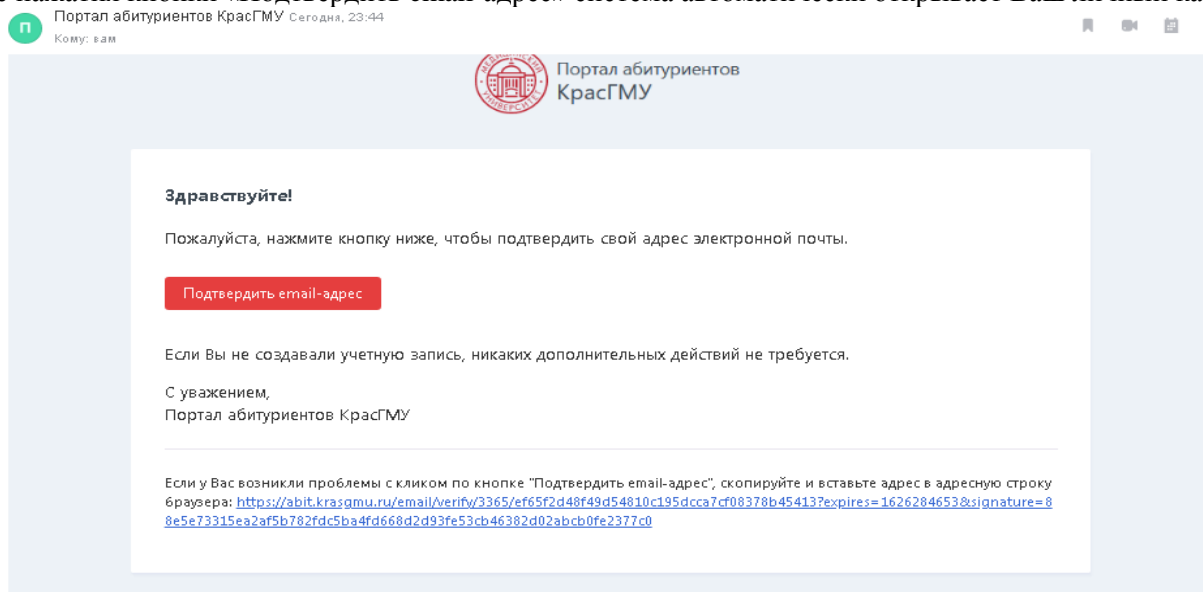 П
Портал абитуриентов КрасГМУ Сегодня, 23:44
Кому: вам
МЕДИЦИНСКИЙ УНИВЕРСИТЕТ
Портал абитуриентов
КрасГМУ
Здравствуйте!
Пожалуйста, нажмите кнопку ниже, чтобы подтвердить свой адрес электронной почты.
Подтвердить email-адрес
Если Вы не создавали учетную запись, никаких дополнительных действий не требуется.
С уважением,
Портал абитуриентов КрасГМУ
Если у Вас возникли проблемы с кликом по кнопке "Подтвердить email-адрес", скопируйте и вставьте адрес в адресную строку
браузера: https://abit.krasgmu.ru/email/verify/3365/ef65f2d48f49d54810c195dcca7cf08378b45413?expires=1626284653&signature=8
8e5e73315ea2af5b782fdc5ba4fd668d2d93fe53cb46382d02abcb0fe2377c0